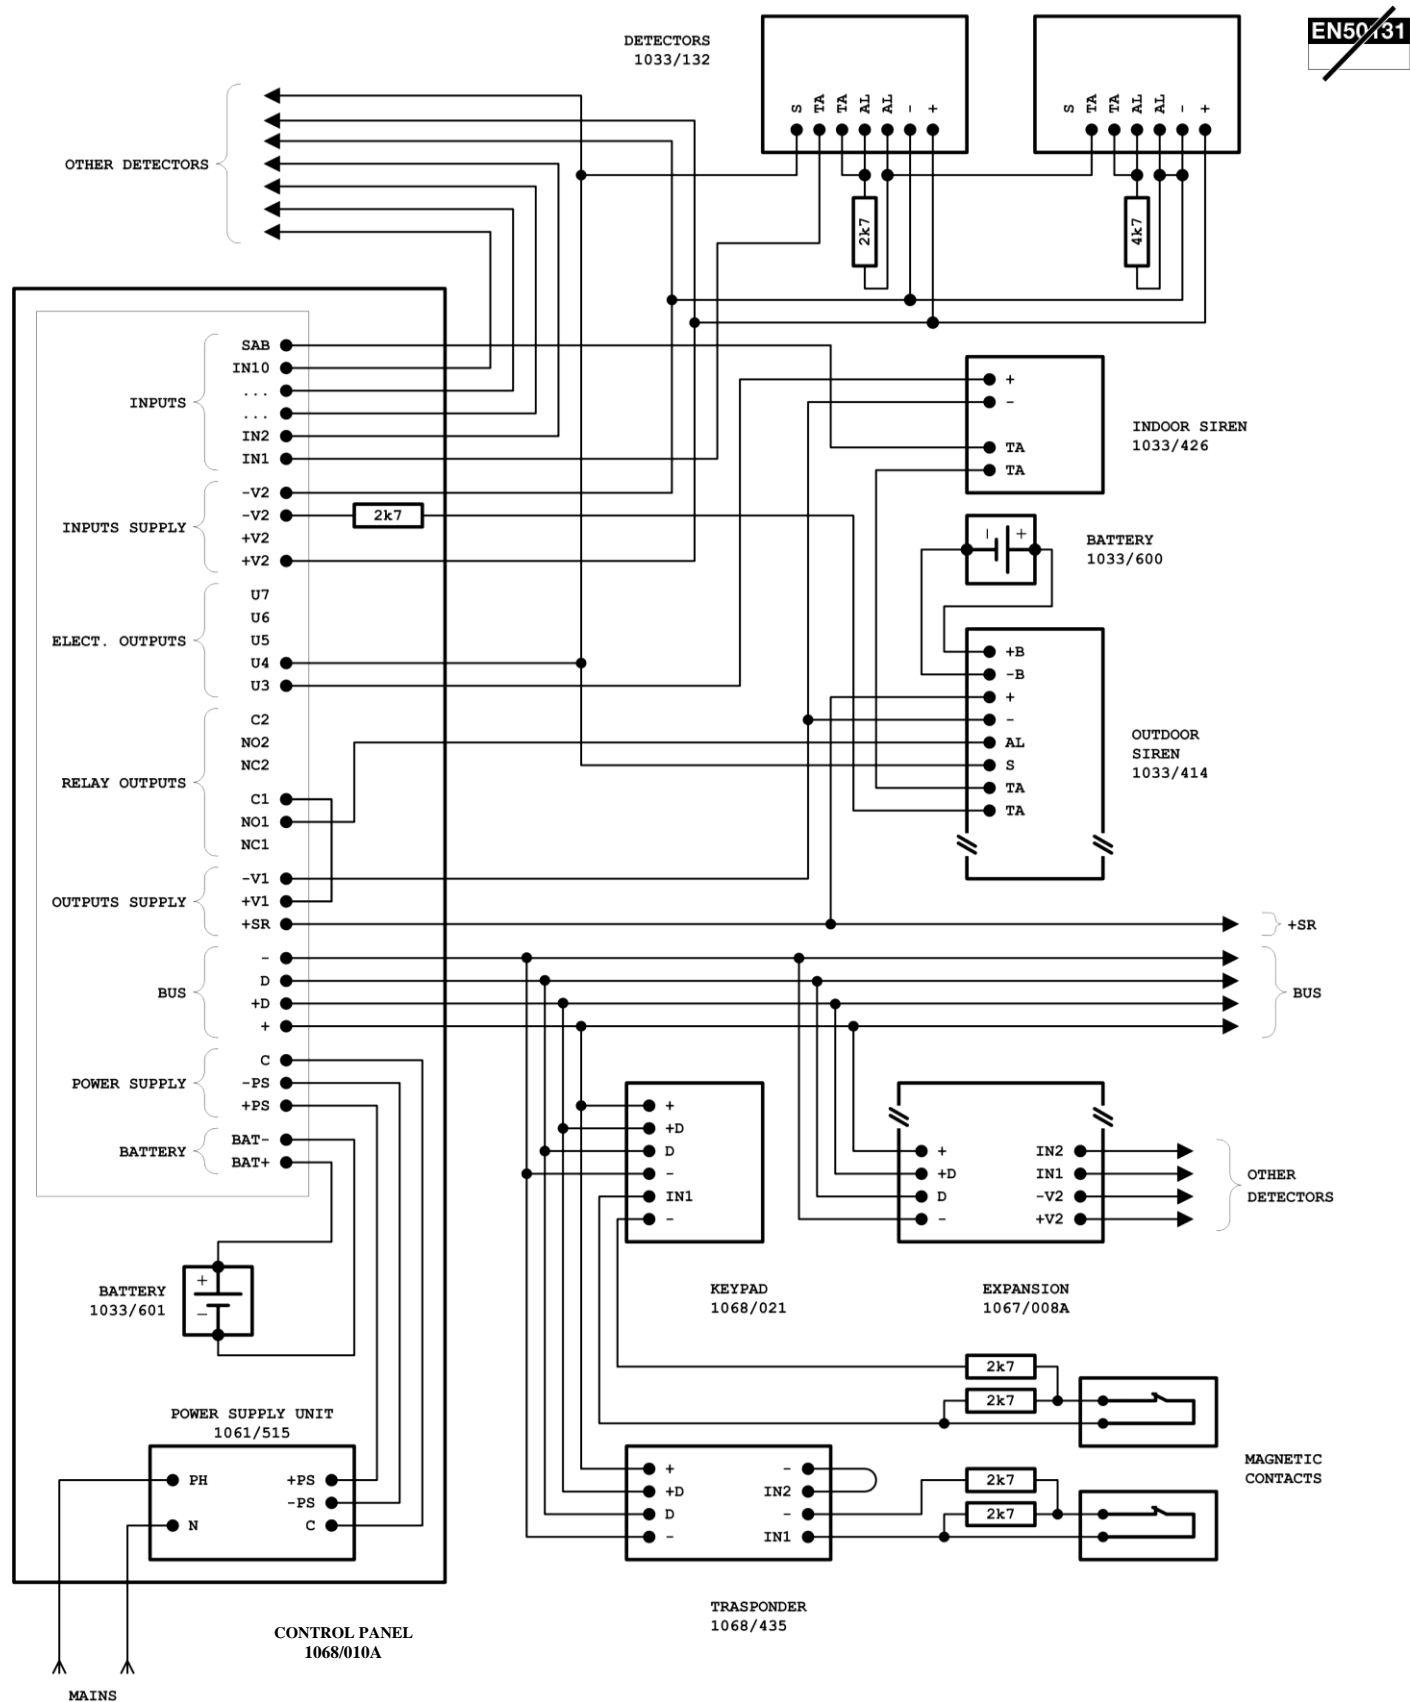 EN50131
DETECTORS
1033/132
S TA TA AL AL - +
S TA TA AL AL - +
OTHER DETECTORS
2k7
4k7
INPUTS
SAB
IN10
...
...
IN2
IN1
INPUTS SUPPLY
-V2
-V2
+V2
+V2
2k7
ELECT. OUTPUTS
U7
U6
U5
U4
U3
RELAY OUTPUTS
C2
NO2
NC2
C1
NO1
NC1
OUTPUTS SUPPLY
-V1
+V1
+SR
BUS
-
D
+D
+
POWER SUPPLY
C
-PS
+PS
BATTERY
BAT-
BAT+
+
-
TA
TA
INDOOR SIREN
1033/426
- +
BATTERY
1033/600
+B
-B
+
-
AL
S
TA
TA
OUTDOOR
SIREN
1033/414
+SR
BUS
+
+D
D
-
IN1
-
KEYPAD
1068/021
+
+D
D
-
IN2
IN1
-V2
+V2
EXPANSION
1067/008A
OTHER
DETECTORS
BATTERY
1033/601
+
-
2k7
2k7
POWER SUPPLY UNIT
1061/515
PH
N
+PS
-PS
C
+
+D
D
-
-
IN2
-
IN1
2k7
2k7
MAGNETIC
CONTACTS
TRASPONDER
1068/435
CONTROL PANEL
1068/010A
MAINS